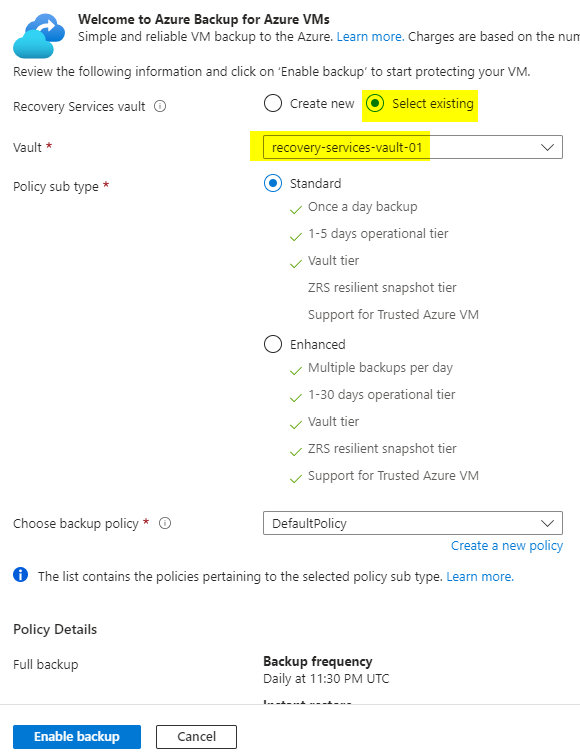 Welcome to Azure Backup for Azure VMs
Simple and reliable VM backup to the Azure. Learn more. Charges are based on the
Review the following information and click on 'Enable backup' to start protecting your VM.
Recovery Services vault
Create new
Select existing
Vault *
recovery-services-vault-01
Policy sub type *
Standard
Once a day backup
1-5 days operational tier
Vault tier
ZRS resilient snapshot tier
Support for Trusted Azure VM
Enhanced
Multiple backups per day
1-30 days operational tier
Vault tier
ZRS resilient snapshot tier
Support for Trusted Azure VM
Choose backup policy *
DefaultPolicy
Create a new policy
The list contains the policies pertaining to the selected policy sub type. Learn more.
Policy Details
Full backup
Backup frequency
Daily at 11:30 PM UTC
Instant restore
Enable backup
Cancel